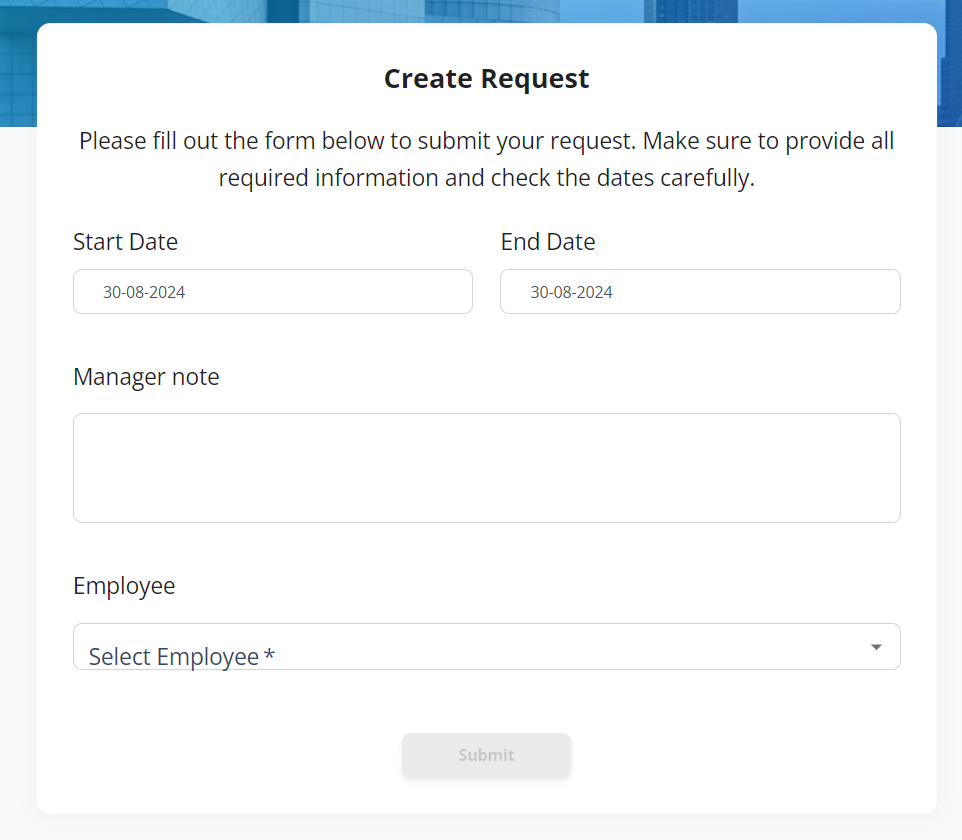 Create Request
Please fill out the form below to submit your request. Make sure to provide all
required information and check the dates carefully.
Start Date
End Date
30-08-2024
30-08-2024
Manager note
Employee
Select Employee *
Submit